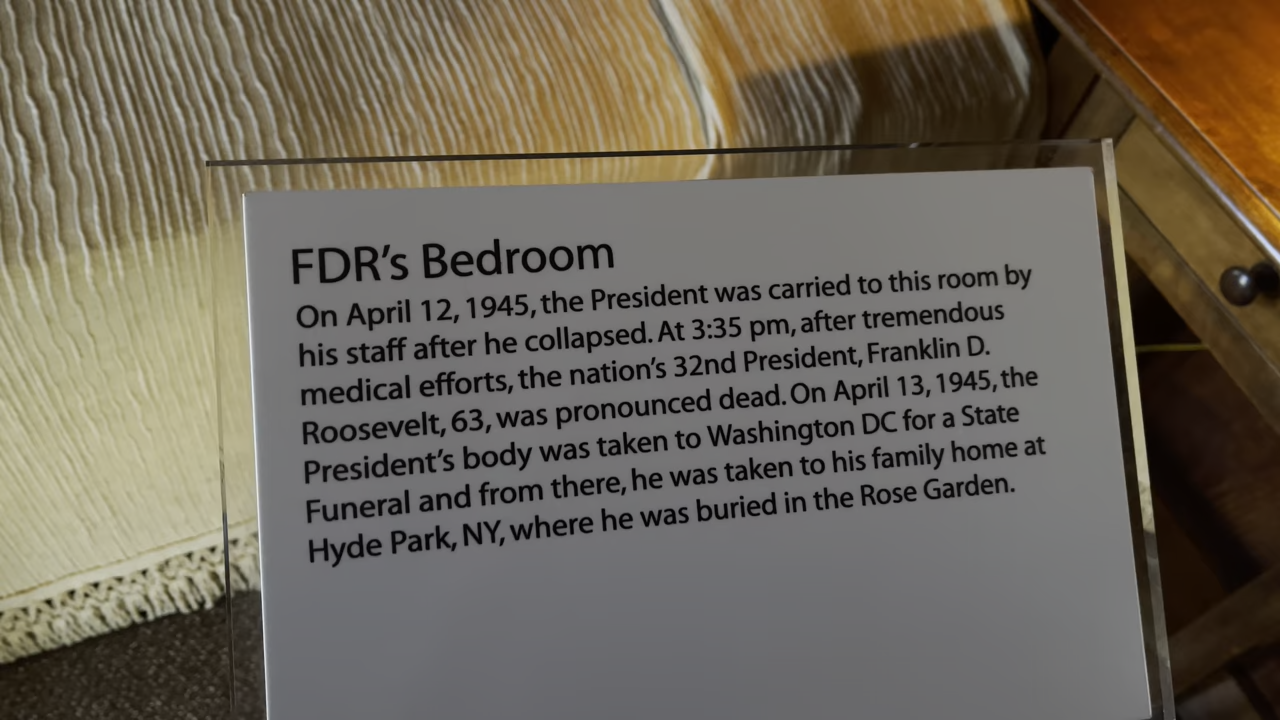 FDR's Bedroom
On April 12, 1945, the President was carried to this room by
his staff after he collapsed. At 3:35 pm, after tremendous
medical efforts, the nation's 32nd President, Franklin D.
Roosevelt, 63, was pronounced dead. On April 13, 1945, the
President's body was taken to Washington DC for a State
Funeral and from there, he was taken to his family home at
Hyde Park, NY, where he was buried in the Rose Garden.